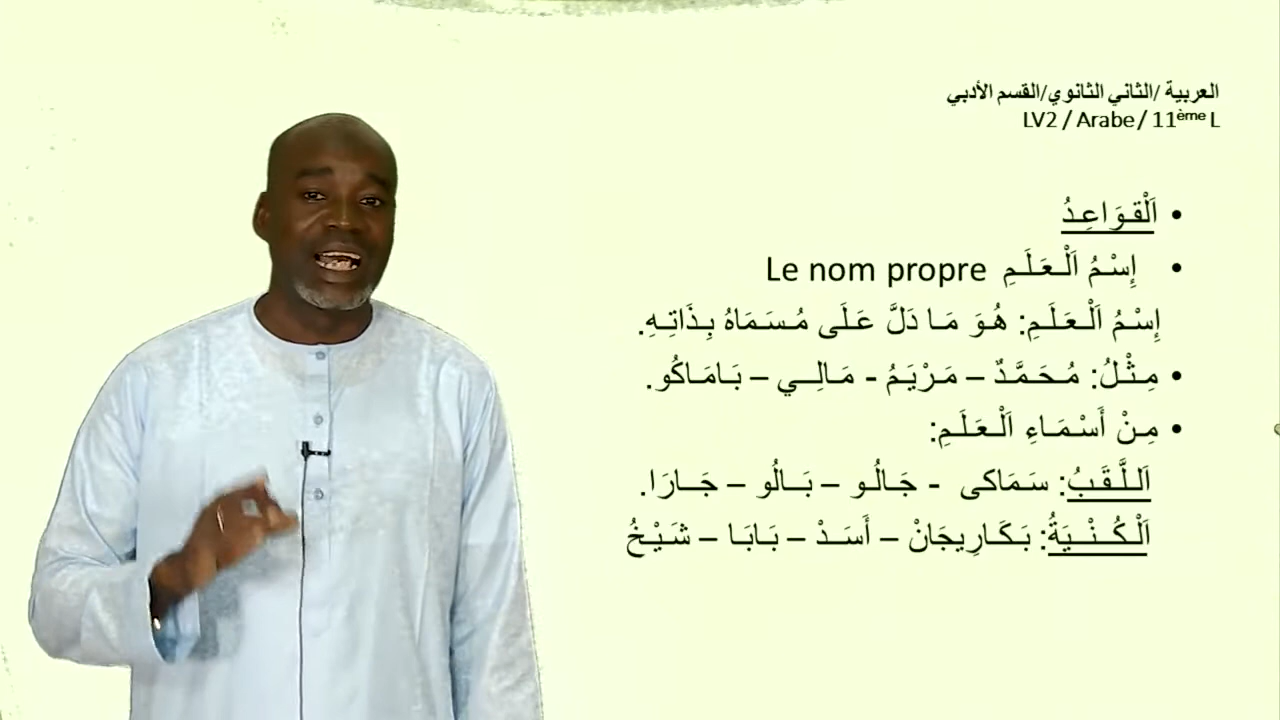 العربية /الثاني الثانوي/القسم الأدبي
LV2 / Arabe / 11ème L
اَلْقَوَاعِدُ
إِسْمُ اَلْعَلَمِ Le nom propre
إِسْمُ اَلْعَلَمِ: هُوَ مَا دَلَّ عَلَى مُسَمَاهُ بِذَاتِهِ.
مِثْلُ: مُحَمَّدٌ – مَرْيَمُ - مَالِي – بَامَاكُو.
مِنْ أَسْمَاءِ اَلْعَلَمِ:
اَللَّقَبُ: سَمَاكى - جَالُو – بَالُو – جَارَا.
اَلْكُنْيَةُ: بَكَارِيجَانْ – أَسَدْ – بَابَا – شَيْخُ